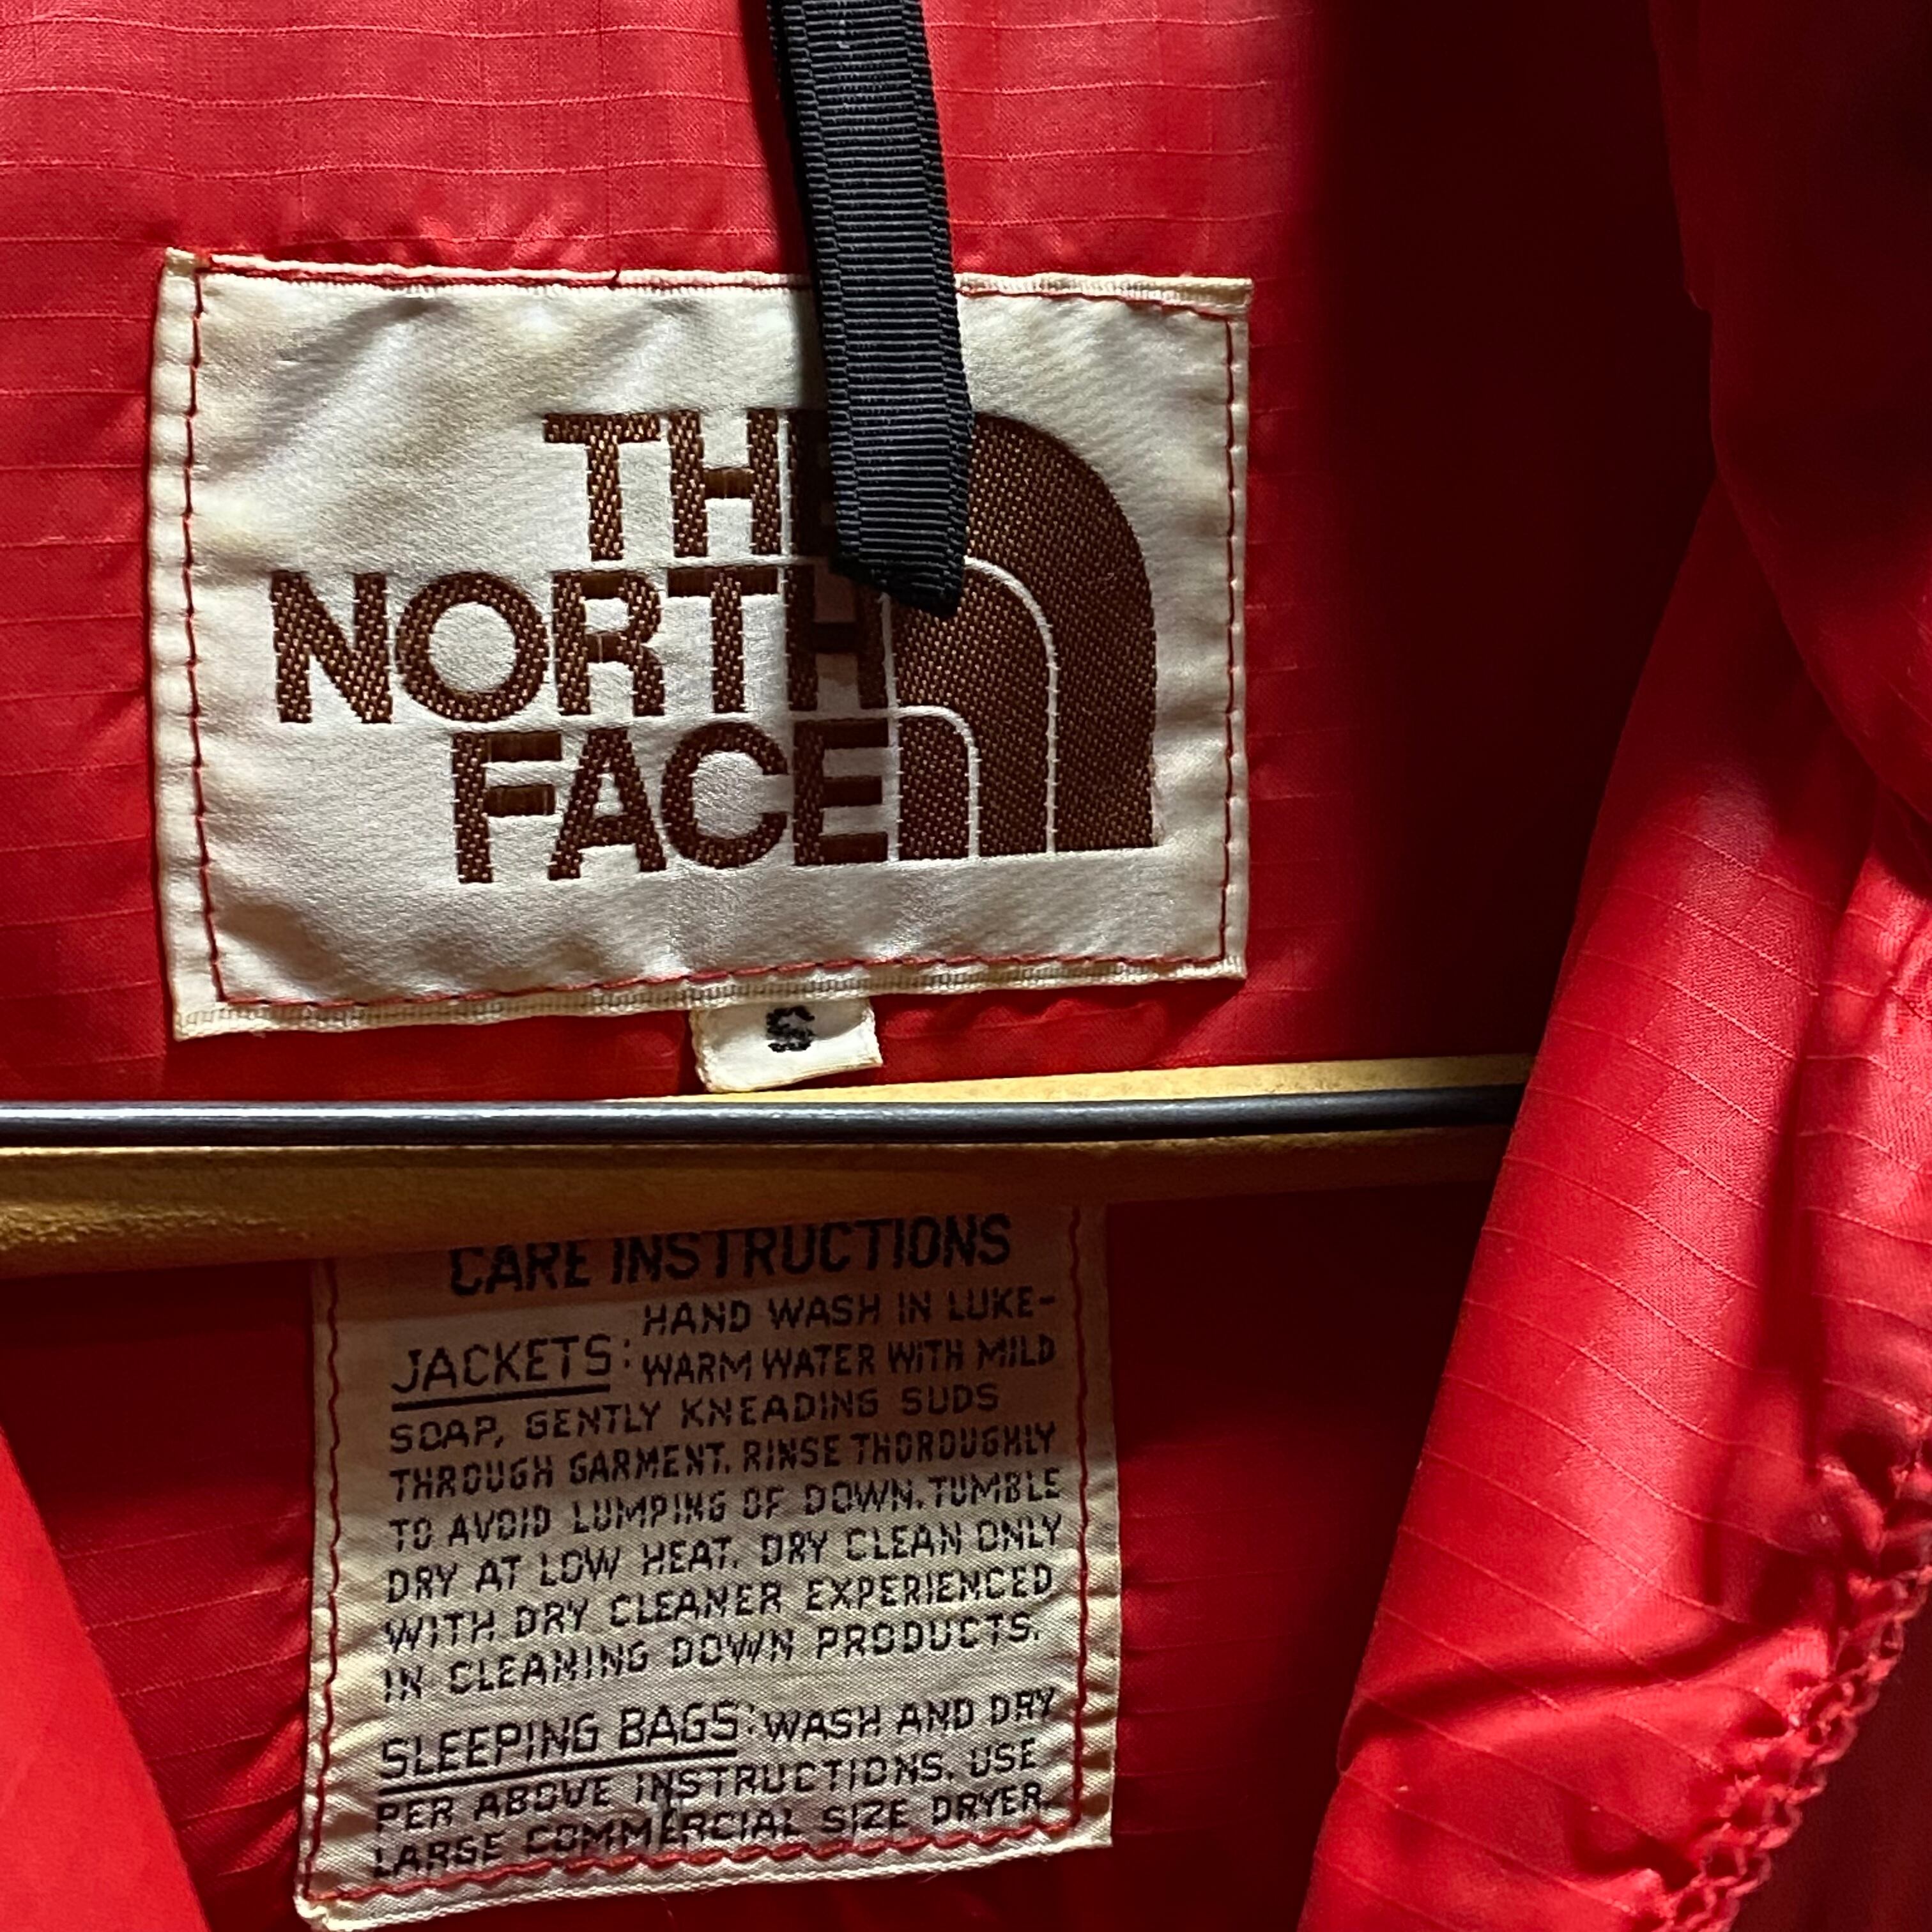 THE
NORTH
FACE
S
CARE INSTRUCTIONS
JACKETS: HAND WASH IN LUKE-
WARM WATER WITH MILD
SOAP, GENTLY KNEADING SUDS
THROUGH GARMENT. RINSE THOROUGHLY
TO AVOID LUMPING OF DOWN. TUMBLE
DRY AT LOW HEAT. DRY CLEAN ONLY
WITH DRY CLEANER EXPERIENCED
IN CLEANING DOWN PRODUCTS.
SLEEPING BAGS: WASH AND DRY
PER ABOVE INSTRUCTIONS. USE
LARGE COMMERCIAL SIZE DRYER.